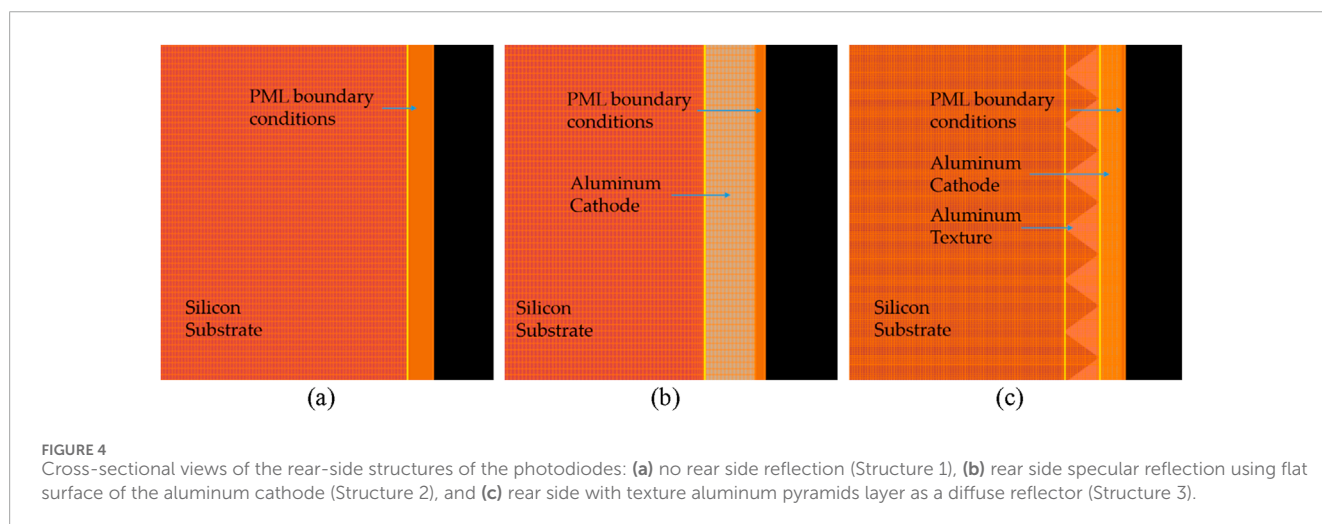 PML boundary
conditions
Silicon
Substrate
(a)
PML boundary
conditions
Aluminum
Cathode
Silicon
Substrate
(b)
PML boundary
conditions
Aluminum
Cathode
Aluminum
Texture
Silicon
Substrate
(c)
FIGURE 4
Cross-sectional views of the rear-side structures of the photodiodes: (a) no rear side reflection (Structure 1), (b) rear side specular reflection using flat
surface of the aluminum cathode (Structure 2), and (c) rear side with texture aluminum pyramids layer as a diffuse reflector (Structure 3).